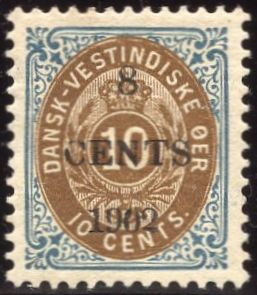 DANSK-VESTINDISKE ØER
8
10
CENTS
1902
10 CENTS.